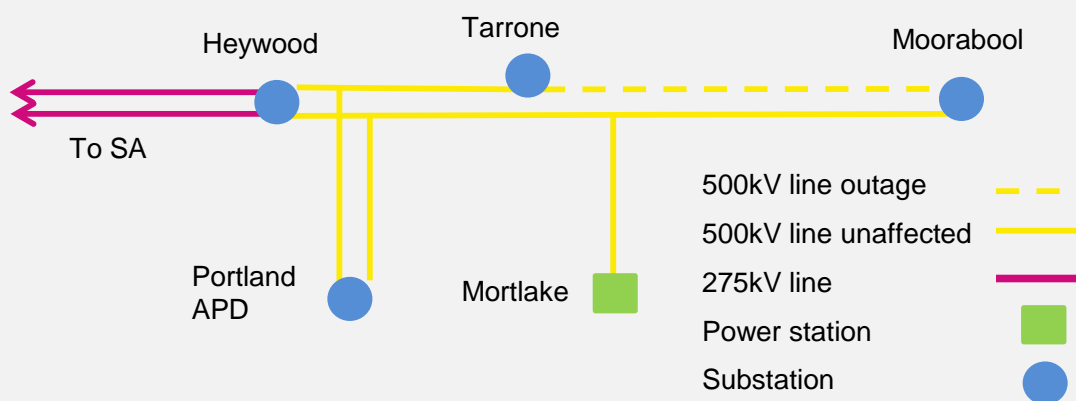 Tarrone
Heywood
Moorabool
To SA
500kV line outage
500kV line unaffected
Portland
APD
Mortlake
275kV line
Power station
Substation